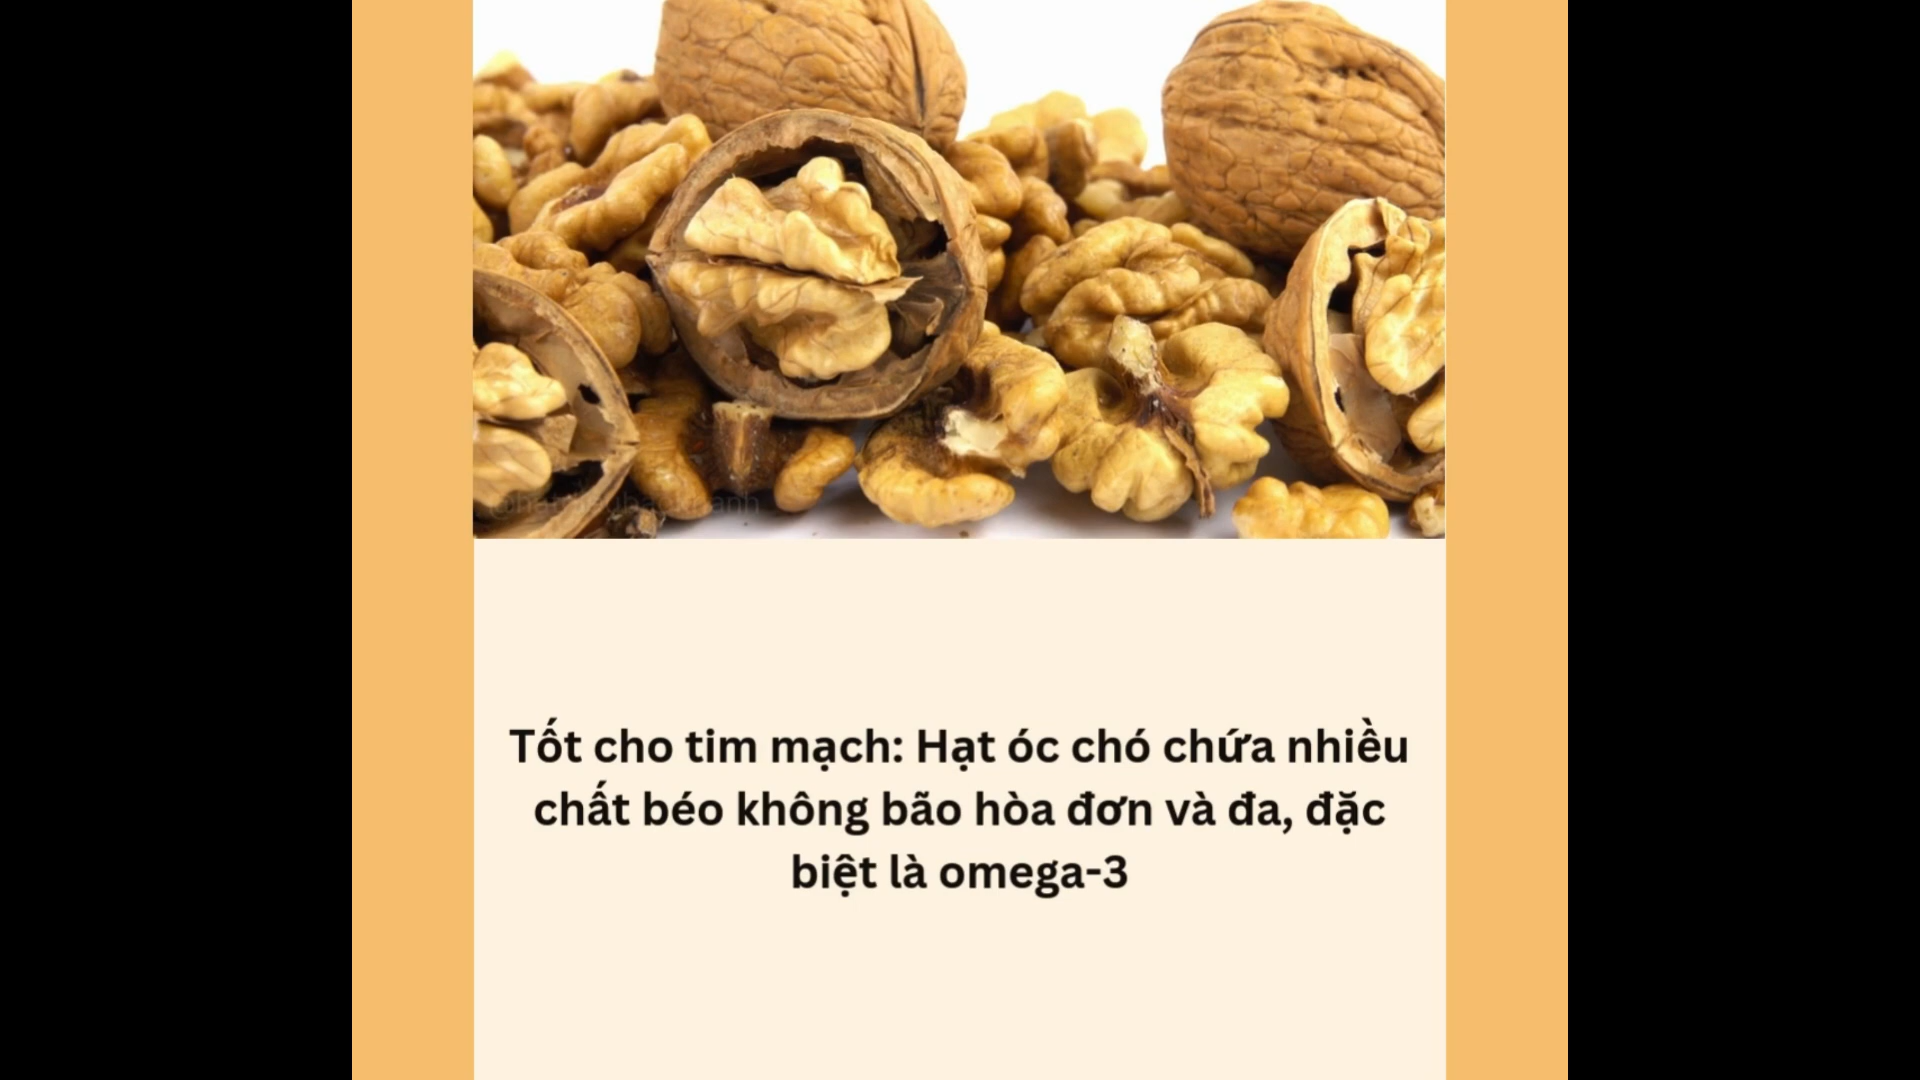 Tốt cho tim mạch: Hạt óc chó chứa nhiều
chất béo không bão hòa đơn và đa, đặc
biệt là omega-3